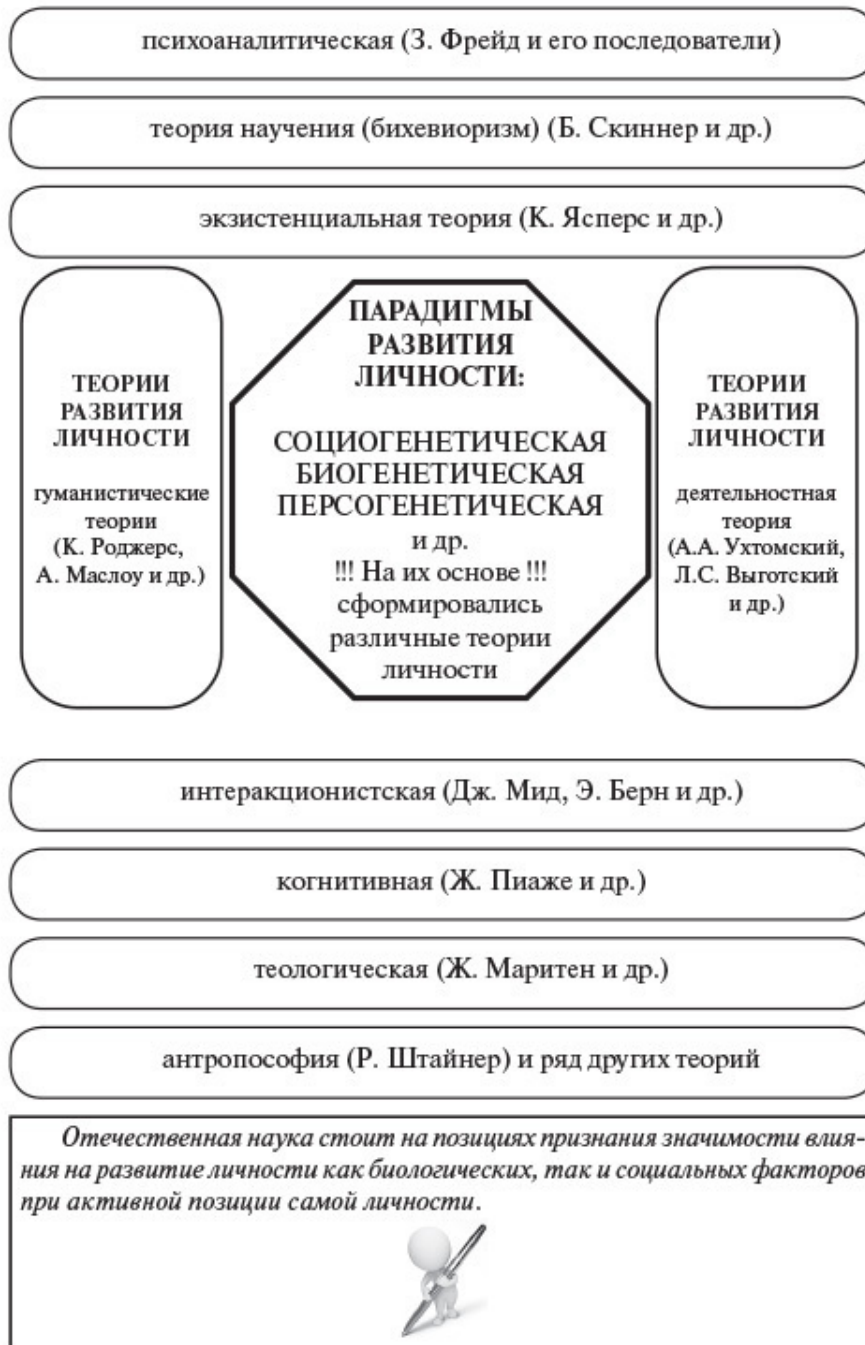 психоаналитическая (З. Фрейд и его последователи)
теория научения (бихевиоризм) (Б. Скиннер и др.)
экзистенциальная теория (К. Ясперс и др.)
ТЕОРИИ
РАЗВИТИЯ
ЛИЧНОСТИ
гуманистические
теории
(К. Роджерс,
А. Маслоу и др.)
ПАРАДИГМЫ
РАЗВИТИЯ
ЛИЧНОСТИ:
СОЦИОГЕНЕТИЧЕСКАЯ
БИОГЕНЕТИЧЕСКАЯ
ПЕРСОГЕНЕТИЧЕСКАЯ
и др.
!!! На их основе !!!
сформировались
различные теории
личности
ТЕОРИИ
РАЗВИТИЯ
ЛИЧНОСТИ
деятельностная
теория
(А.А. Ухтомский,
Л.С. Выготский
и др.)
интеракционистская (Дж. Мид, Э. Берн и др.)
когнитивная (Ж. Пиаже и др.)
теологическая (Ж. Маритен и др.)
антропософия (Р. Штайнер) и ряд других теорий
Отечественная наука стоит на позициях признания значимости влия-
ния на развитие личности как биологических, так и социальных факторов
при активной позиции самой личности.